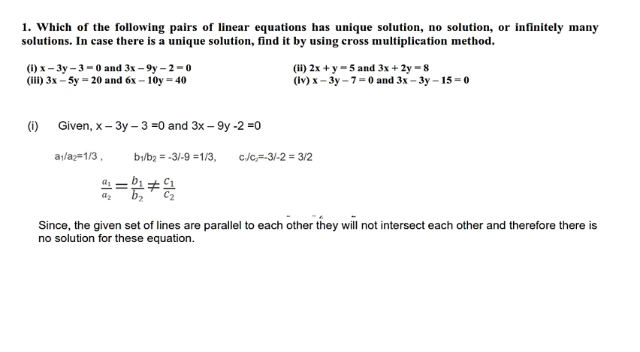 1. Which of the following pairs of linear equations has unique solution, no solution, or infinitely many
solutions. In case there is a unique solution, find it by using cross multiplication method.
(i) x – 3y – 3 = 0 and 3x – 9y – 2 = 0 (ii) 2x + y = 5 and 3x + 2y = 8
(iii) 3x – 5y = 20 and 6x – 10y = 40 (iv) x – 3y – 7 = 0 and 3x – 3y – 15 = 0
(i) Given, x – 3y – 3 =0 and 3x – 9y -2 =0
a₁/a₂=1/3 , b₁/b₂ = -3/-9 =1/3, c₁/c₂=-3/-2 = 3/2
a₁/a₂ = b₁/b₂ ≠ c₁/c₂
Since, the given set of lines are parallel to each other they will not intersect each other and therefore there is
no solution for these equation.